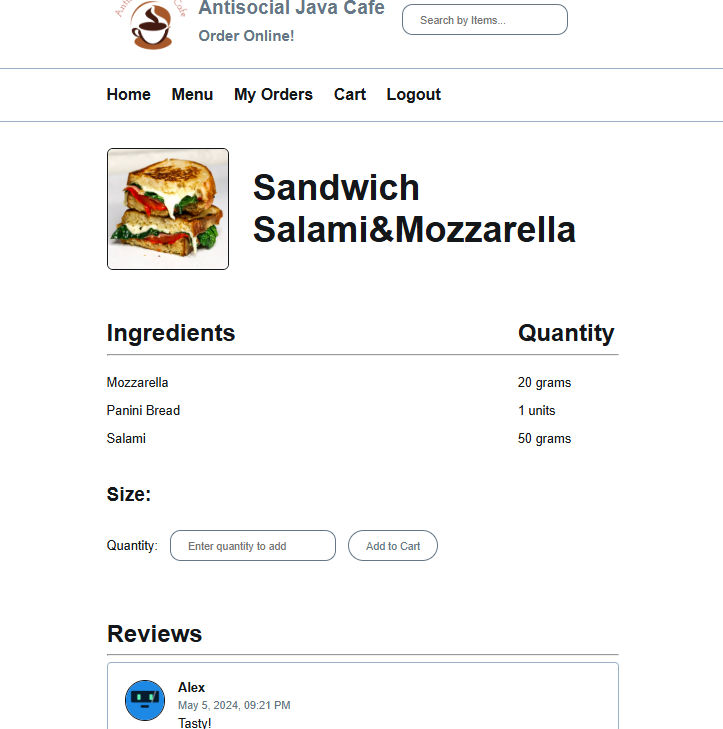 Antisocial Java Cafe
Order Online!
Search by Items...
Home Menu My Orders Cart Logout
Sandwich
Salami&Mozzarella
Ingredients Quantity
Mozzarella 20 grams
Panini Bread 1 units
Salami 50 grams
Size:
Quantity: Enter quantity to add Add to Cart
Reviews
Alex
May 5, 2024, 09:21 PM
Tasty!